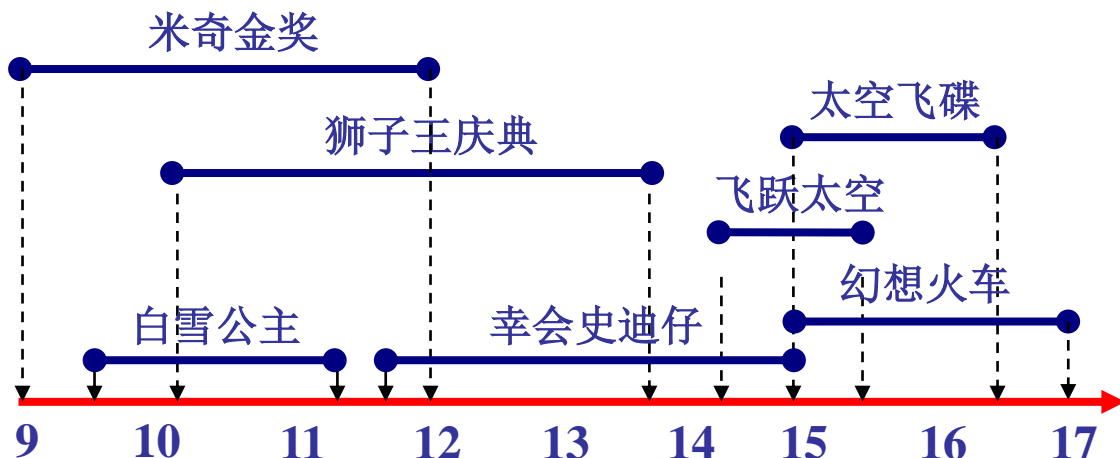 米奇金奖
太空飞碟
狮子王庆典
飞跃太空
幻想火车
白雪公主
幸会史迪仔
9 10 11 12 13 14 15 16 17